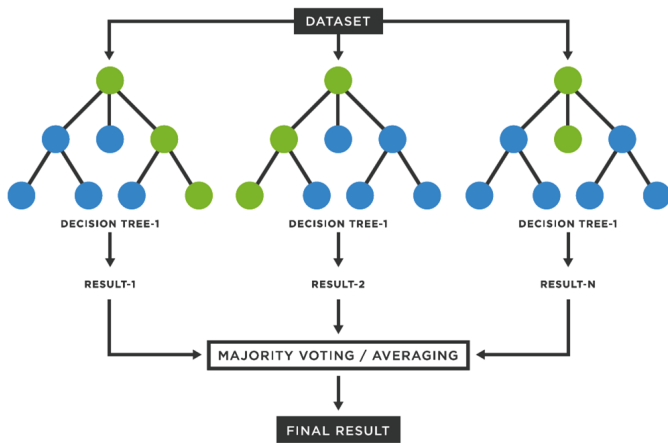 DATASET
DECISION TREE-1
DECISION TREE-1
DECISION TREE-1
RESULT-1
RESULT-2
RESULT-N
MAJORITY VOTING / AVERAGING
FINAL RESULT